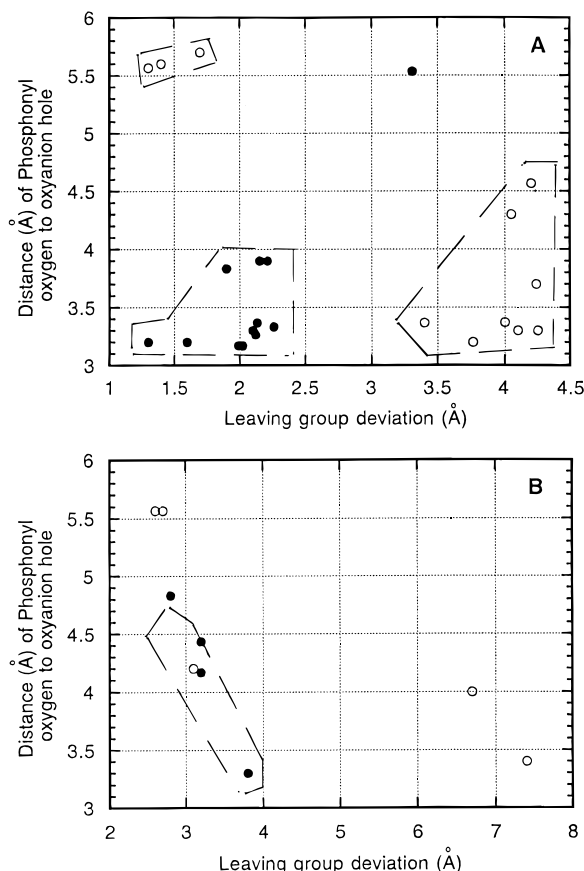 A
Distance (Å) of Phosphonyl
oxygen to oxyanion hole
6
5.5
5
4.5
4
3.5
3
1 1.5 2 2.5 3 3.5 4 4.5
Leaving group deviation (Å)
B
Distance (Å) of Phosphonyl
oxygen to oxyanion hole
6
5.5
5
4.5
4
3.5
3
2 3 4 5 6 7 8
Leaving group deviation (Å)